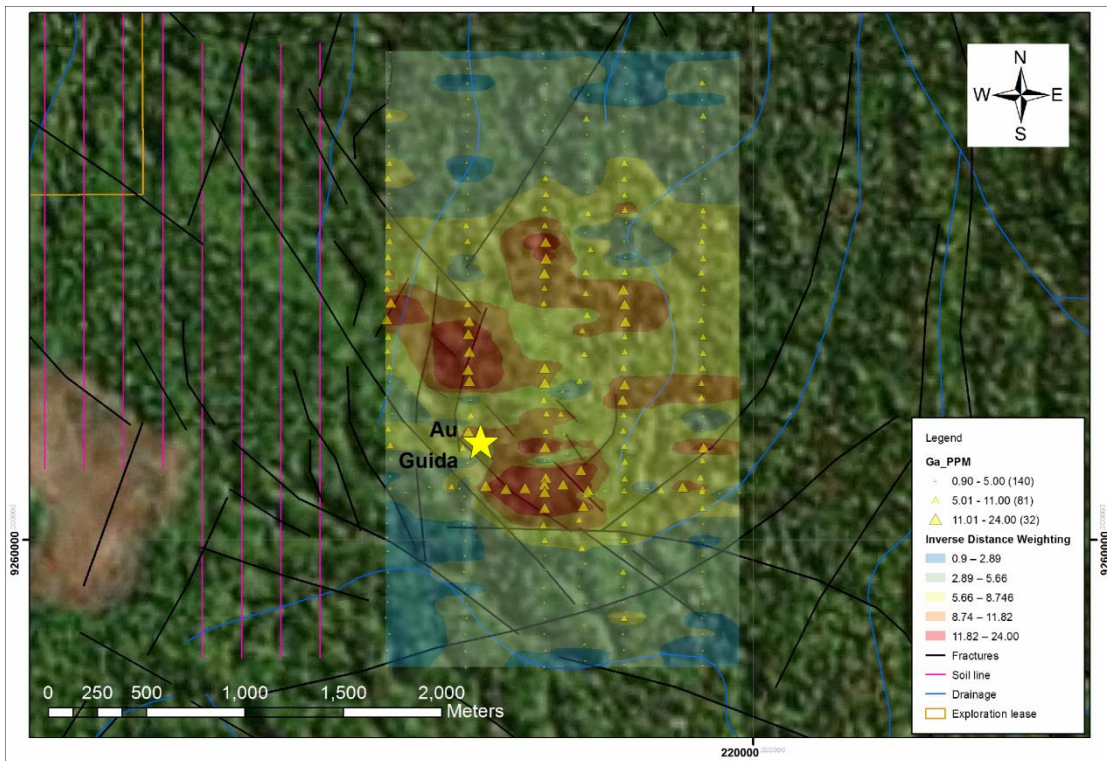 N
W E
S
Au
Guida
Legend
Ga_PPM
0.90 - 5.00 (140)
5.01 - 11.00 (81)
11.01 - 24.00 (32)
Inverse Distance Weighting
0.9 – 2.89
2.89 – 5.66
5.66 – 8.746
8.74 – 11.82
11.82 – 24.00
Fractures
Soil line
Drainage
Exploration lease
9260000
9260000
0 250 500 1,000 1,500 2,000
Meters
220000